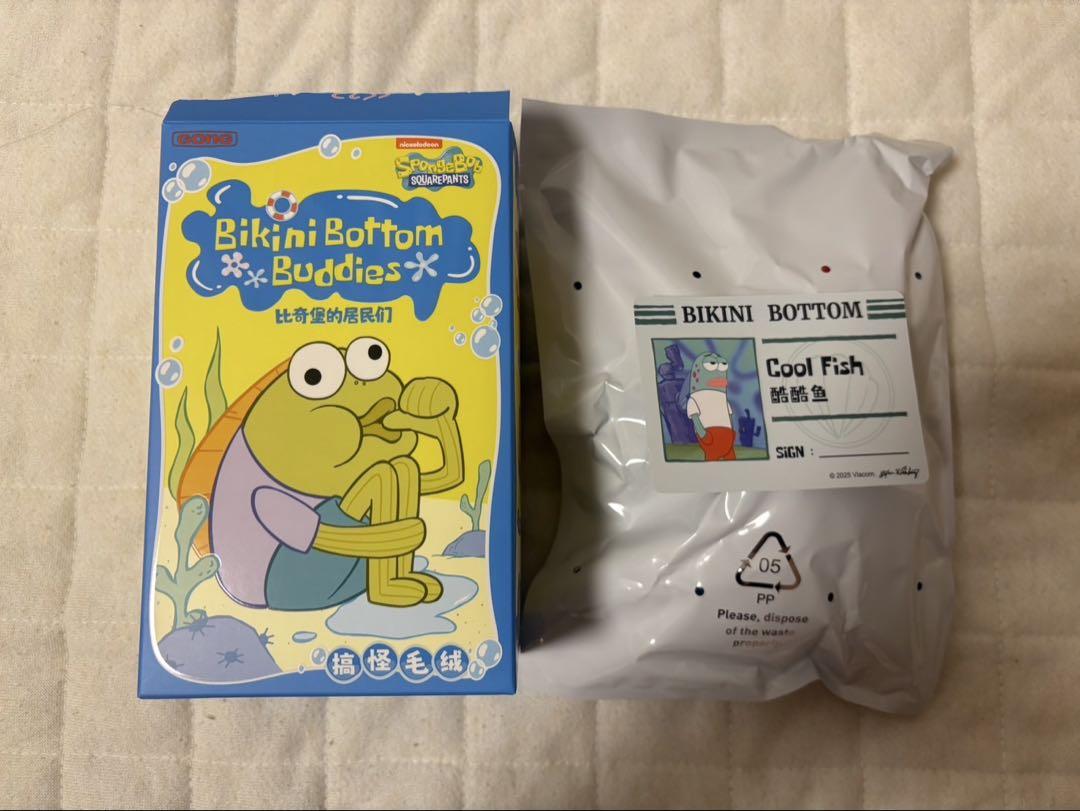 GONG
nickelodeon
SpongeBob
SQUAREPANTS
Bikini Bottom
Buddies
比奇堡的居民们
搞怪毛绒
BIKINI BOTTOM
Cool Fish
酷酷鱼
SiGN :
© 2025 Viacom.
05
PP
Please, dispose
of the waste